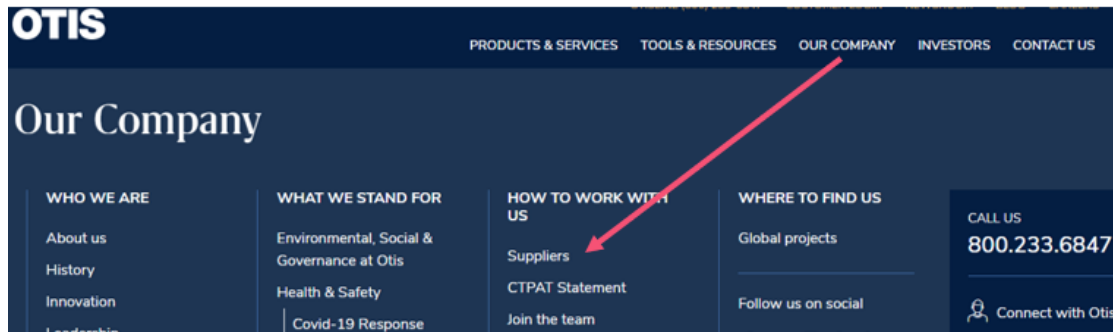 OTIS
PRODUCTS & SERVICES TOOLS & RESOURCES OUR COMPANY INVESTORS CONTACT US
Our Company
WHO WE ARE
About us
History
Innovation
Leadership
WHAT WE STAND FOR
Environmental, Social &
Governance at Otis
Health & Safety
Covid-19 Response
HOW TO WORK WITH
US
Suppliers
CTPAT Statement
Join the team
WHERE TO FIND US
Global projects
Follow us on social
CALL US
800.233.6847
Connect with Otis